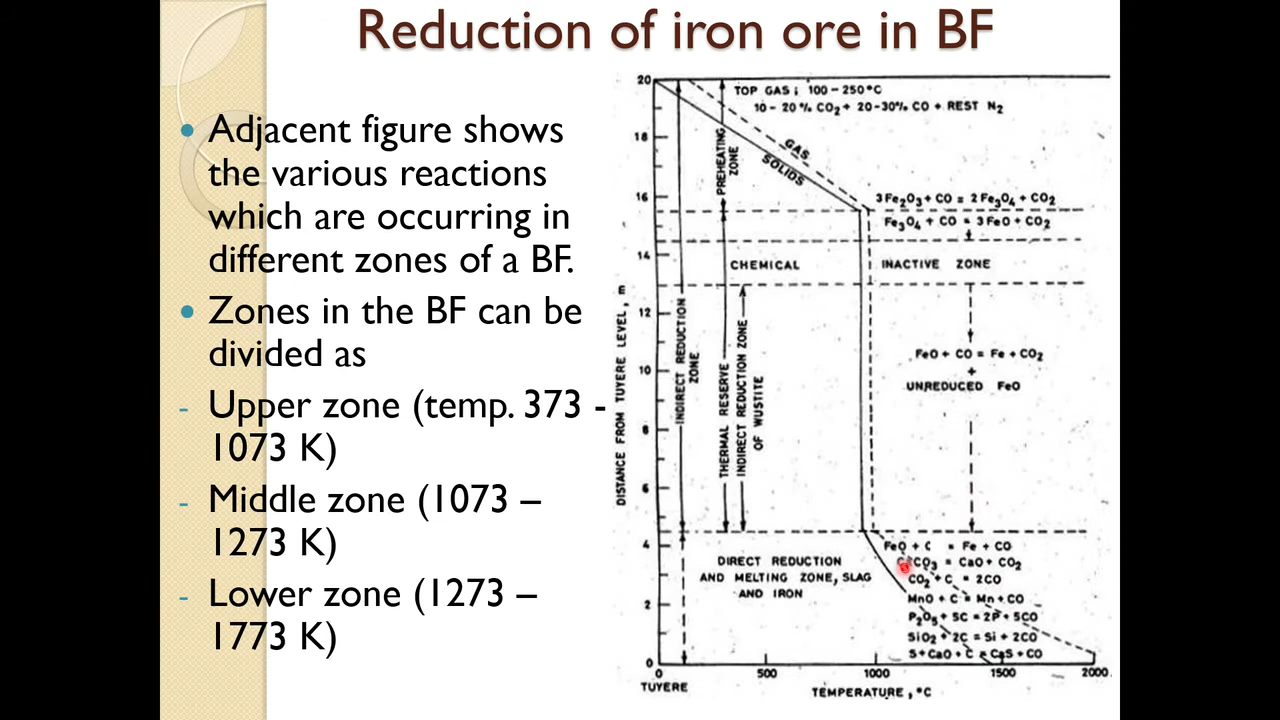 Reduction of iron ore in BF
• Adjacent figure shows
the various reactions
which are occurring in
different zones of a BF.
• Zones in the BF can be
divided as
- Upper zone (temp. 373 -
1073 K)
- Middle zone (1073 –
1273 K)
- Lower zone (1273 –
1773 K)
20
18
16
14
12
10
8
6
4
2
0
DISTANCE FROM TUYERE LEVEL, m
TOP GAS; 100-250°C
10-20% CO₂+ 20-30% CO + REST N₂
PREHEATING
ZONE
GAS
SOLIDS
3Fe₂O₃+ CO = 2Fe₃O₄ + CO₂
Fe₃O₄ + CO = 3FeO + CO₂
CHEMICAL
INACTIVE ZONE
INDIRECT REDUCTION
ZONE
THERMAL RESERVE
INDIRECT REDUCTION ZONE
OF WUSTITE
FeO + CO = Fe + CO₂
+
UNREDUCED FeO
DIRECT REDUCTION
AND MELTING ZONE, SLAG
AND IRON
FeO + C = Fe + CO
= CaO + CO₂
CO₂ + C = 2CO
MnO + C = Mn + CO
P₂O₅ + 5C = 2P + 5CO
SiO₂ + 2C = Si + 2CO
S+CaO + C = CaS + CO
0
500
1000
1500
2000
TUYERE
TEMPERATURE, °C